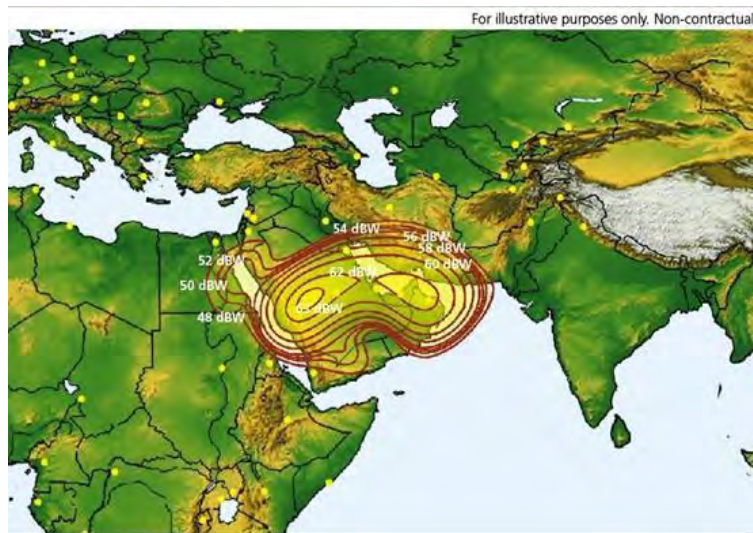 For illustrative purposes only. Non-contractual
54 dBW
56 dBW
58 dBW
52 dBW
60 dBW
62 dBW
50 dBW
63 dBW
48 dBW